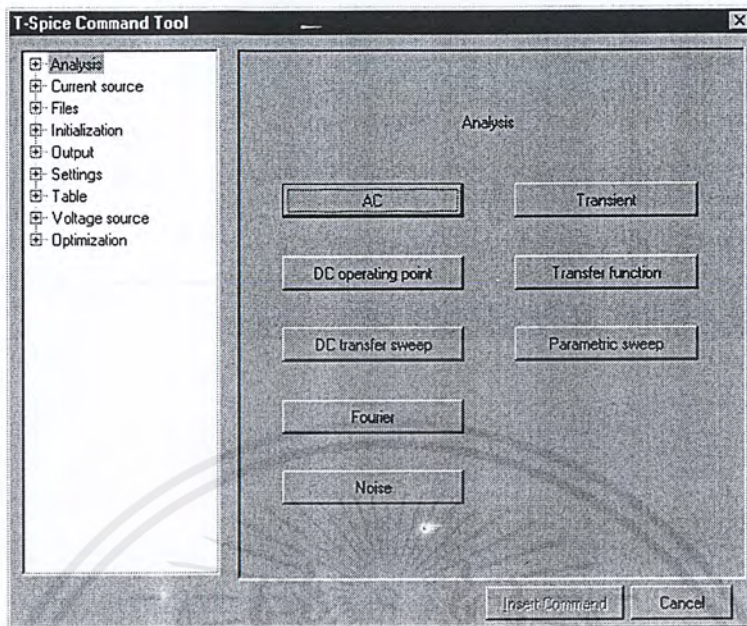 T-Spice Command Tool
Analysis
Current source
Files
Initialization
Output
Settings
Table
Voltage source
Optimization
Analysis
AC
Transient
DC operating point
Transfer function
DC transfer sweep
Parametric sweep
Fourier
Noise
Insert Command
Cancel